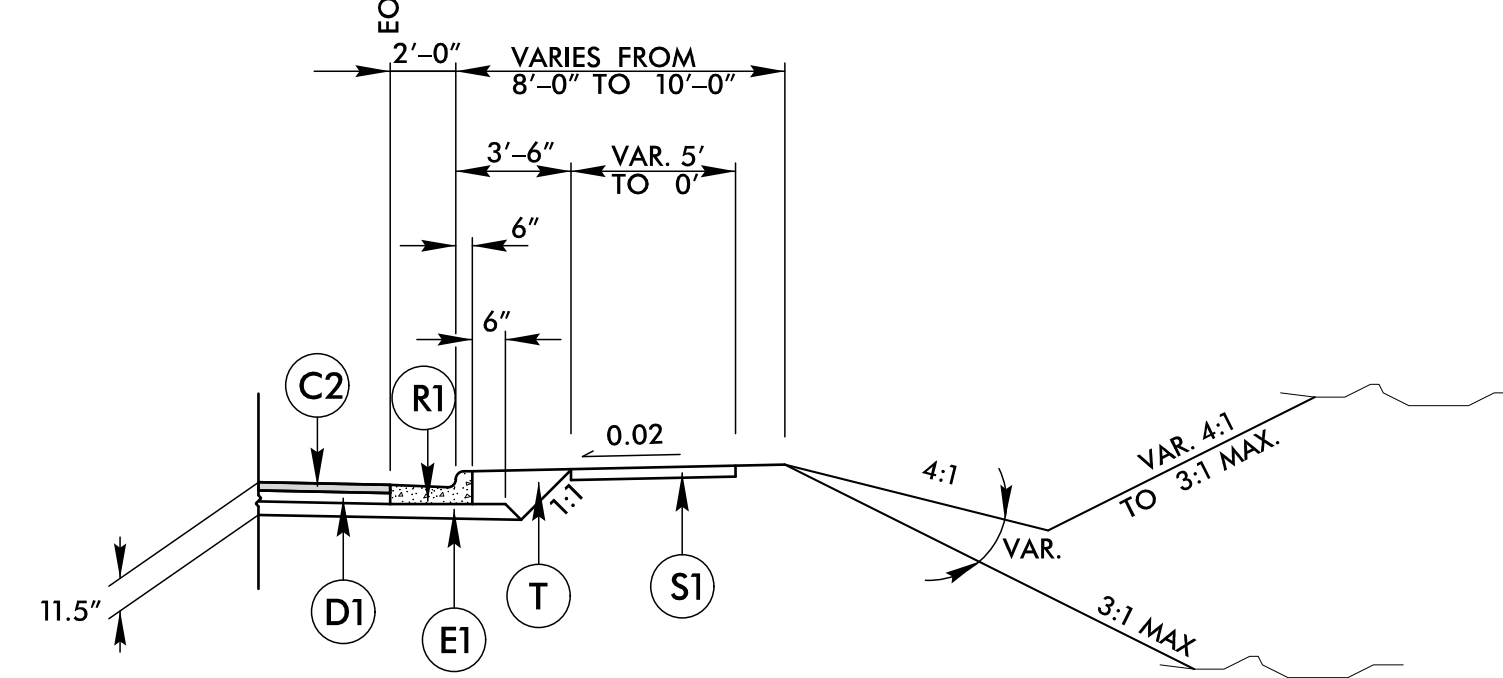 EO
2'–0"
VARIES FROM
8'–0" TO 10'–0"
3'–6"
VAR. 5'
TO 0'
6"
6"
C2
R1
0.02
1:1
4:1
VAR. 4:1
TO 3:1 MAX.
VAR.
3:1 MAX
11.5"
D1
E1
T
S1